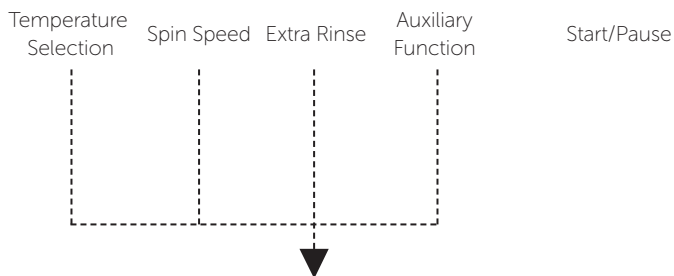 Temperature
Selection
Spin Speed
Extra Rinse
Auxiliary
Function
Start/Pause